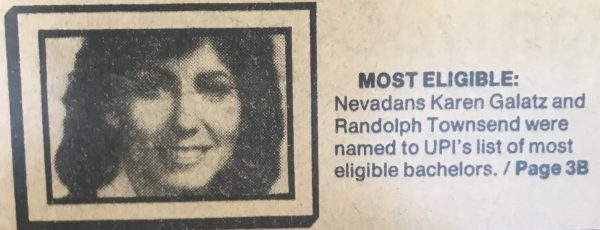 MOST ELIGIBLE:
Nevadans Karen Galatz and
Randolph Townsend were
named to UPI's list of most
eligible bachelors. / Page 3B